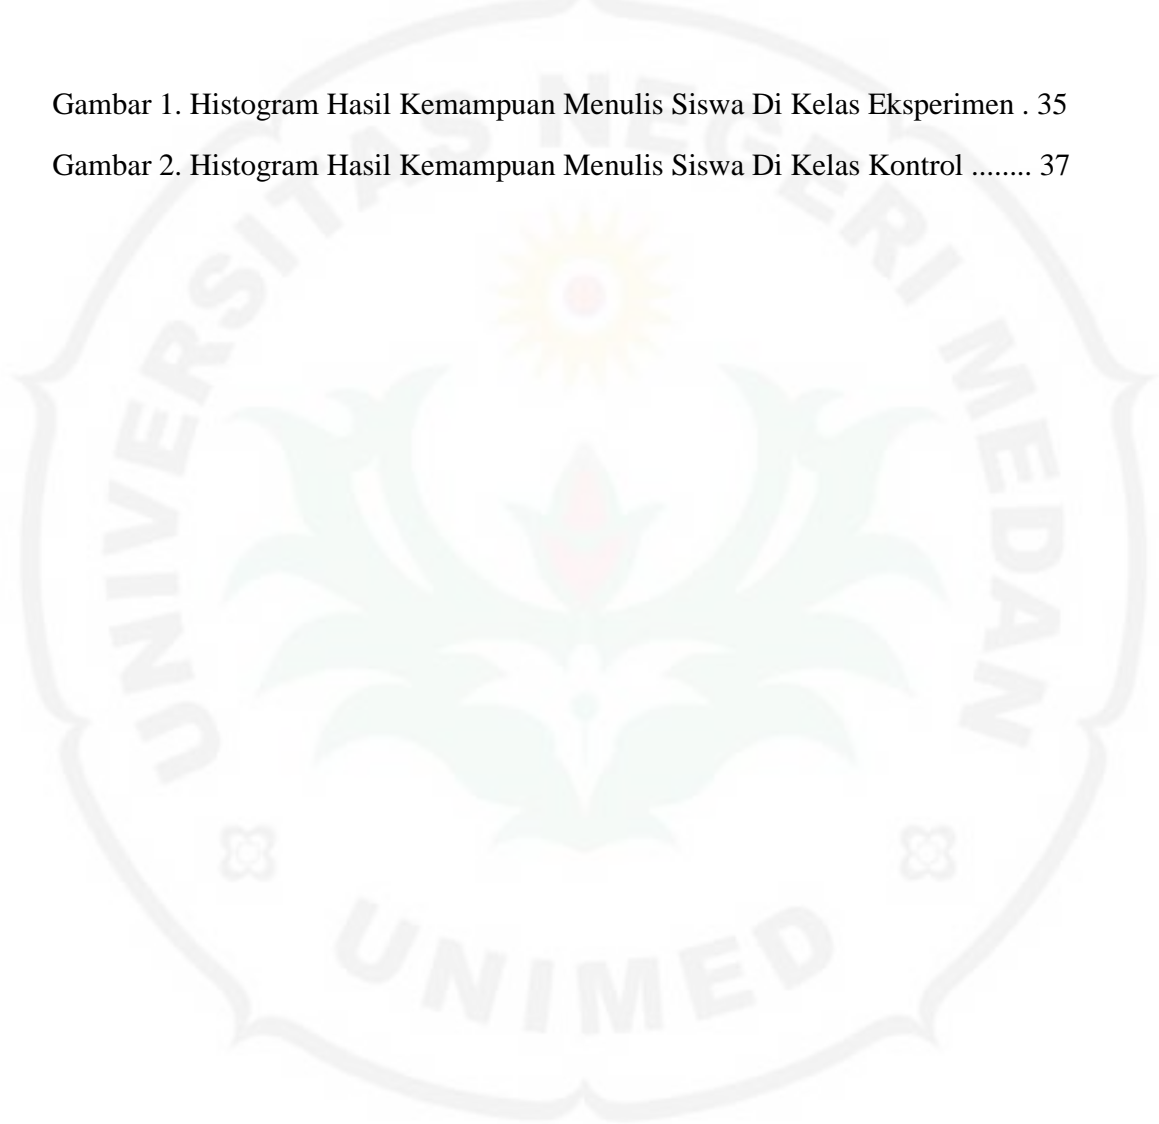 Gambar 1. Histogram Hasil Kemampuan Menulis Siswa Di Kelas Eksperimen . 35
Gambar 2. Histogram Hasil Kemampuan Menulis Siswa Di Kelas Kontrol ........ 37
UNIVERSITAS NEGERI MEDAN
UNIMED